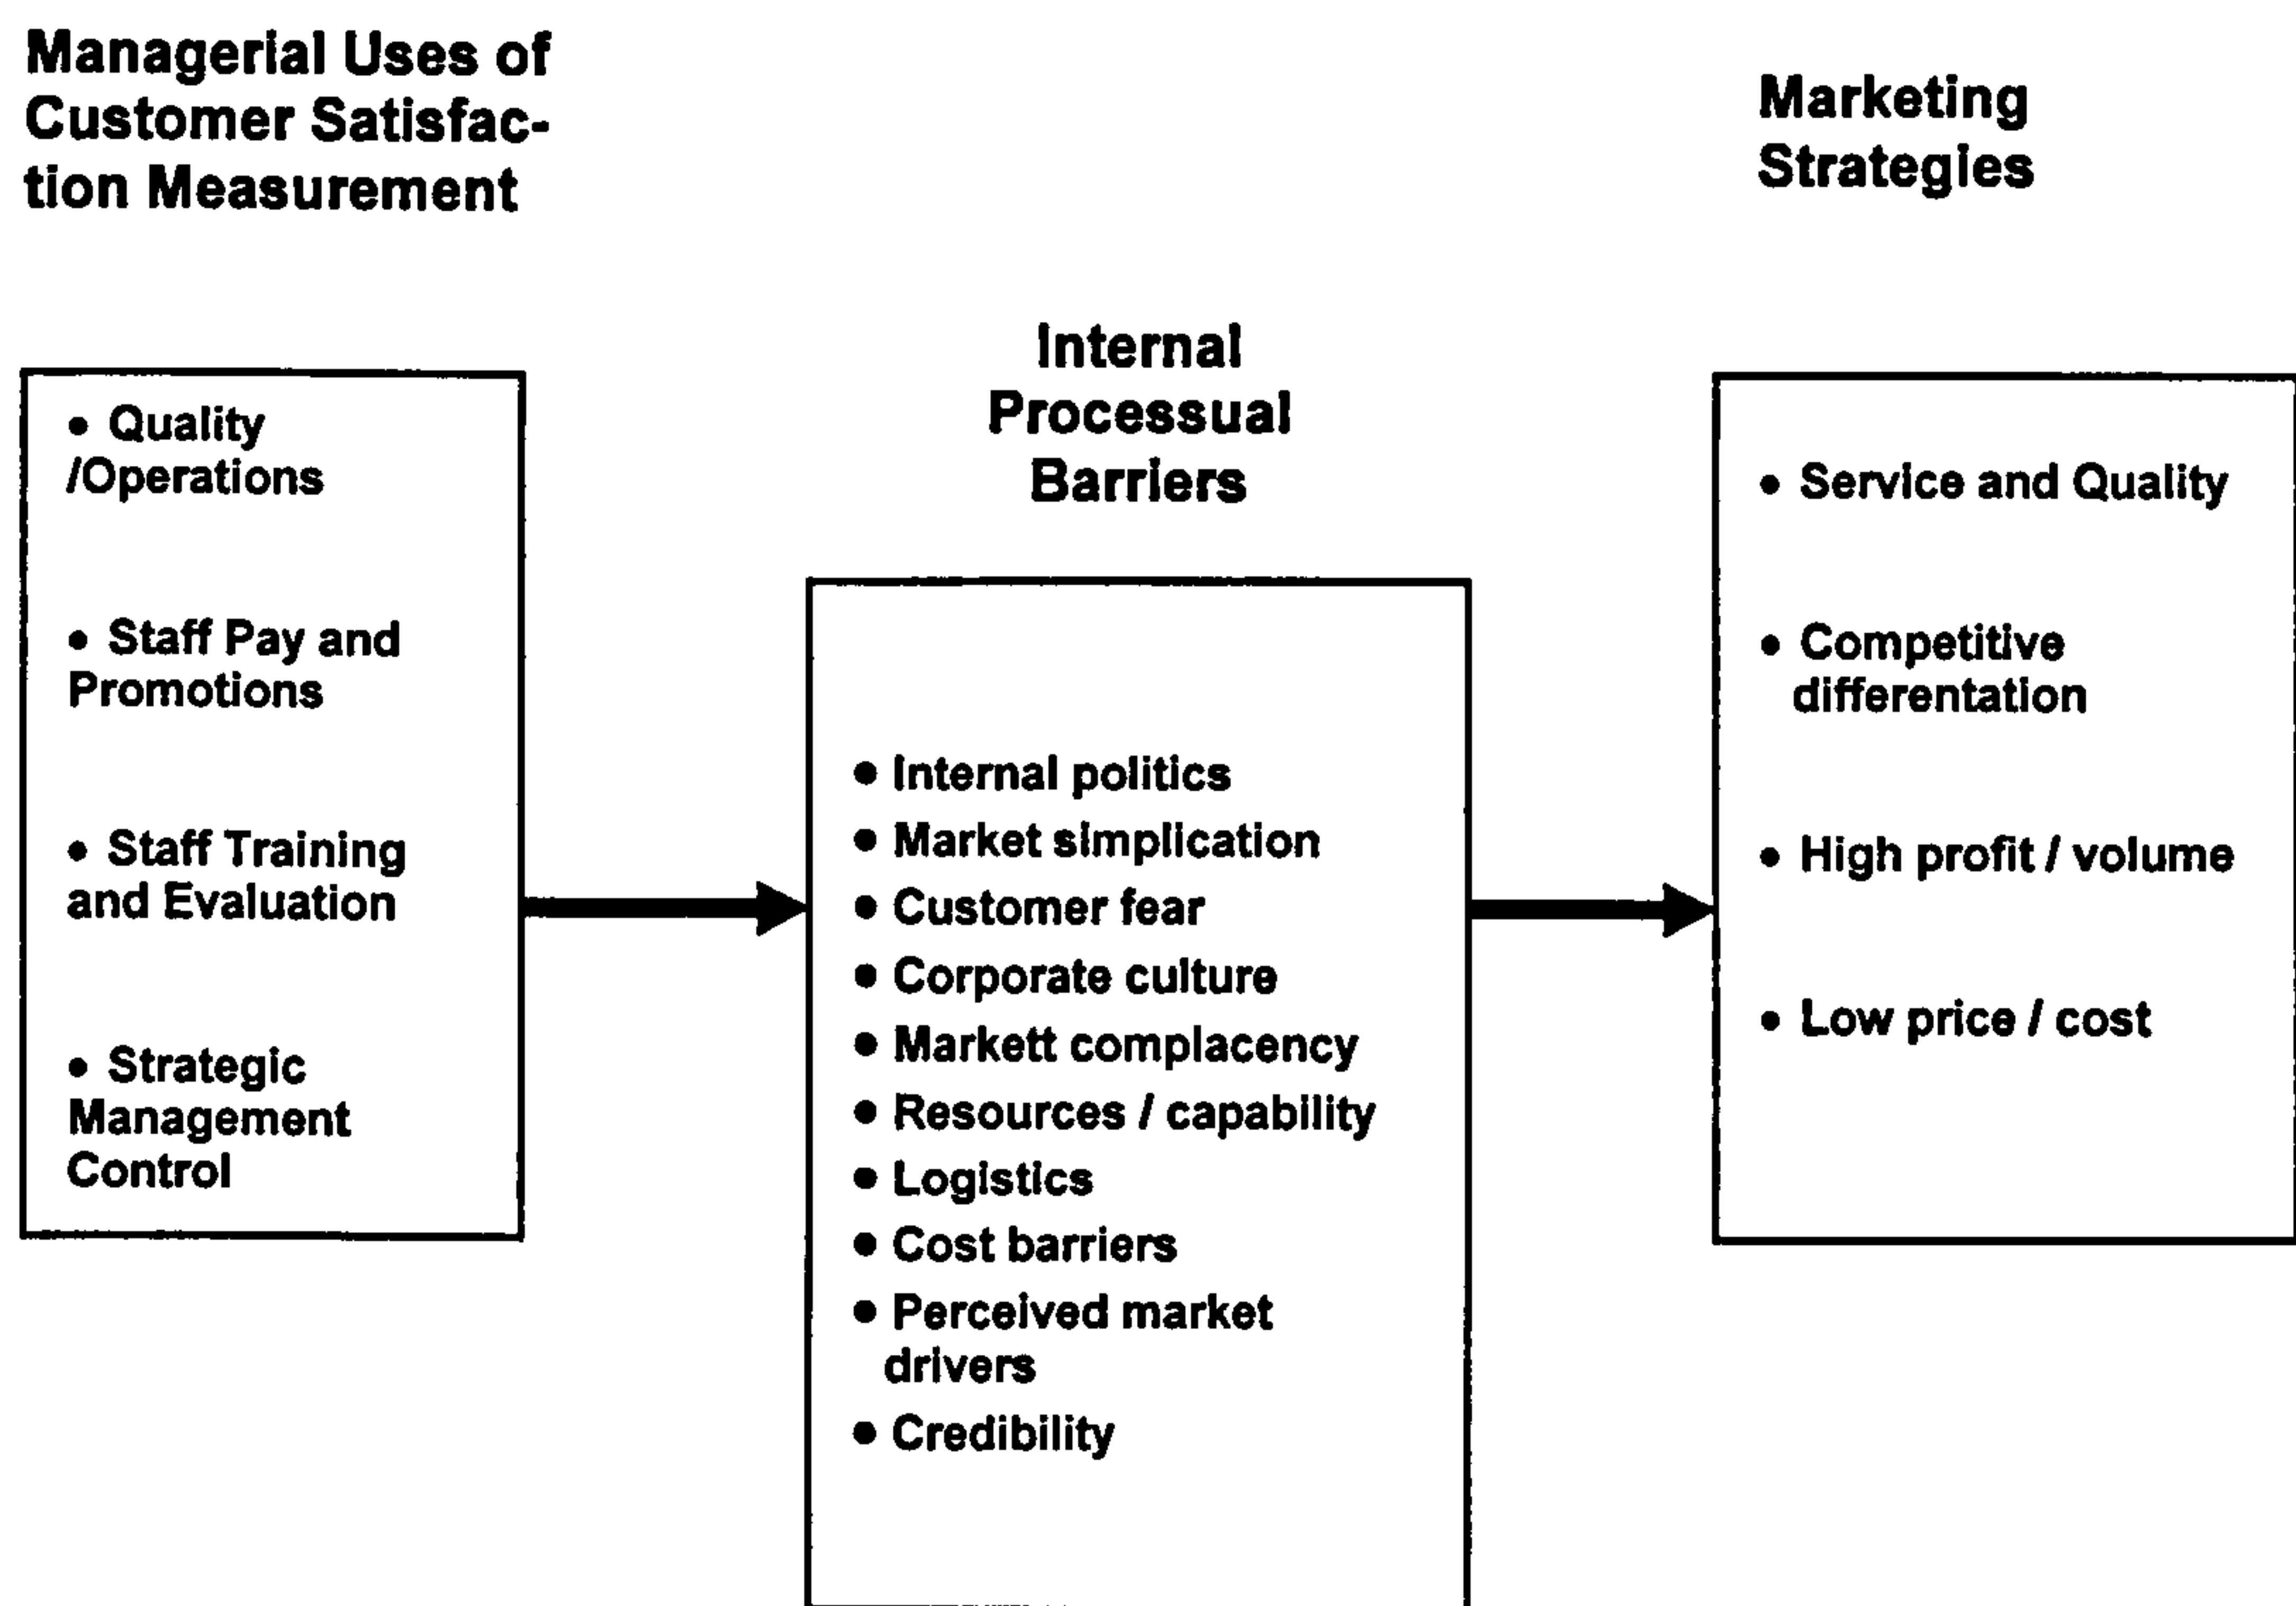 Managerial Uses of
Customer Satisfac-
tion Measurement
Marketing
Strategies
Internal
Processual
Barriers
• Quality
/Operations
• Staff Pay and
Promotions
• Staff Training
and Evaluation
• Strategic
Management
Control
• Internal politics
• Market simplication
• Customer fear
• Corporate culture
• Markett complacency
• Resources / capability
• Logistics
• Cost barriers
• Perceived market
drivers
• Credibility
• Service and Quality
• Competitive
differentation
• High profit / volume
• Low price / cost